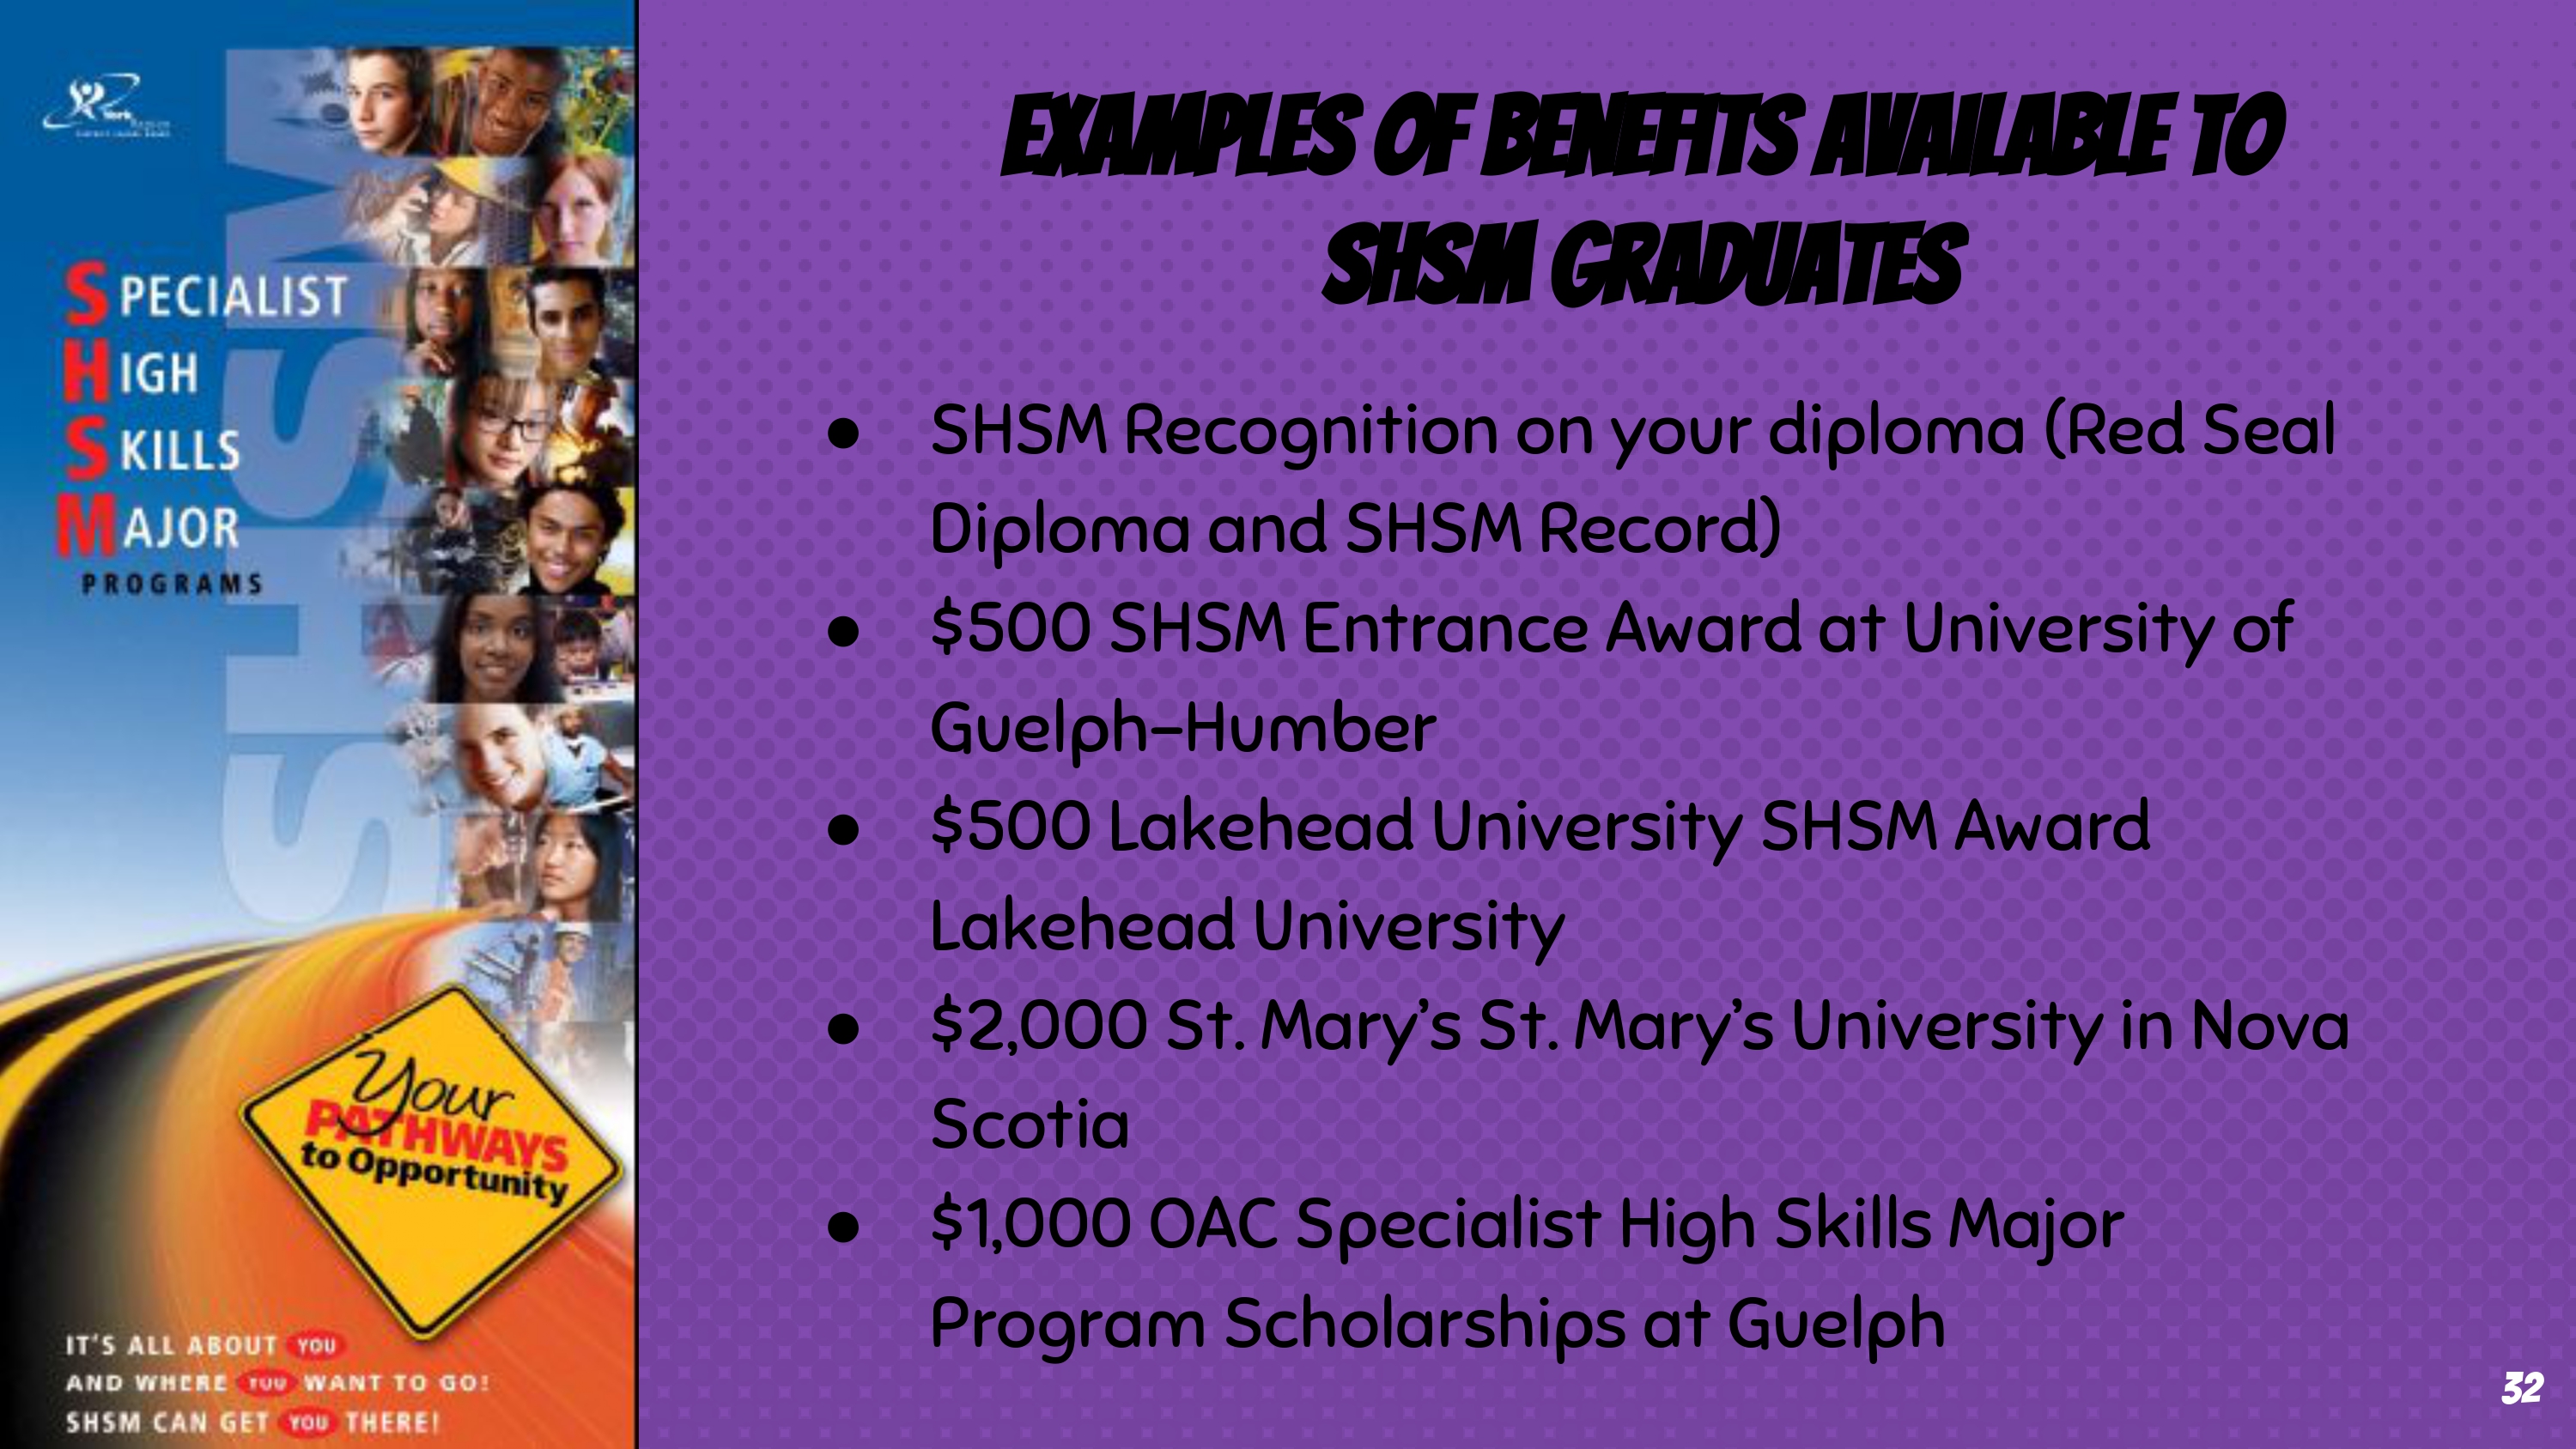 York
SHSM
SPECIALIST
HIGH
SKILLS
MAJOR
PROGRAMS
Your
PATHWAYS
to Opportunity
IT'S ALL ABOUT YOU
AND WHERE YOU WANT TO GO!
SHSM CAN GET YOU THERE!
EXAMPLES OF BENEFITS AVAILABLE TO
SHSM GRADUATES
● SHSM Recognition on your diploma (Red Seal
Diploma and SHSM Record)
● $500 SHSM Entrance Award at University of
Guelph-Humber
● $500 Lakehead University SHSM Award
Lakehead University
● $2,000 St. Mary's St. Mary's University in Nova
Scotia
● $1,000 OAC Specialist High Skills Major
Program Scholarships at Guelph
32